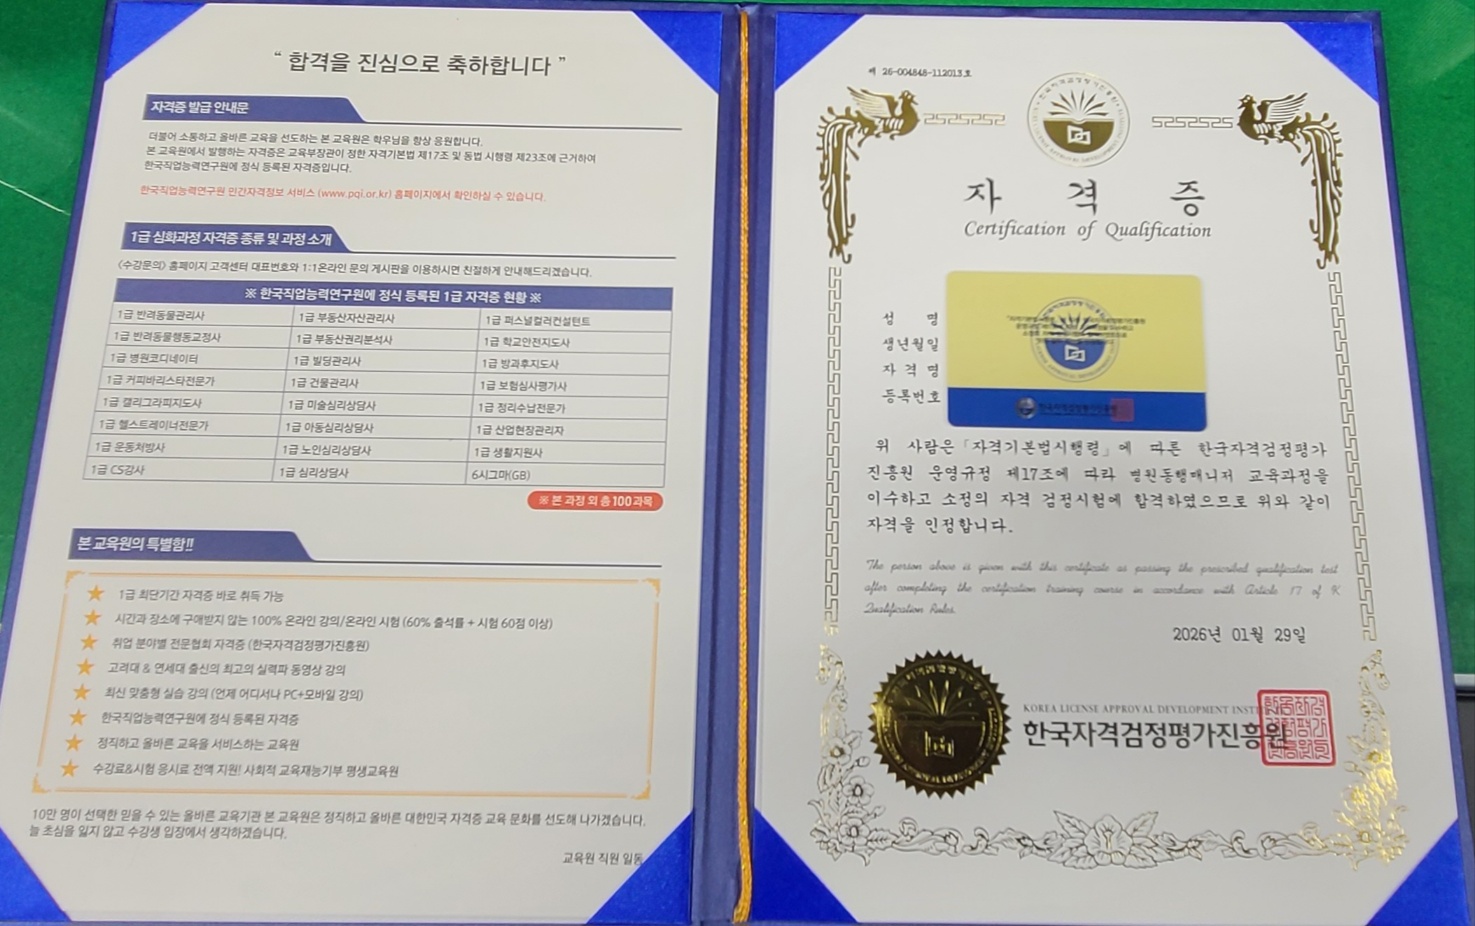 “ 합격을 진심으로 축하합니다 ”
자격증 발급 안내문
더불어 소통하고 올바른 교육을 선도하는 본 교육원은 학우님을 항상 응원합니다.
본 교육원에서 발행하는 자격증은 교육부장관이 정한 자격기본법 제17조 및 동법 시행령 제23조에 근거하여
한국직업능력연구원에 정식 등록된 자격증입니다.
한국직업능력연구원 민간자격정보 서비스 (www.pqi.or.kr) 홈페이지에서 확인하실 수 있습니다.
1급 심화과정 자격증 종류 및 과정 소개
<수강문의> 홈페이지 고객센터 대표번호와 1:1온라인 문의 게시판을 이용하시면 친절하게 안내해드리겠습니다.
※ 한국직업능력연구원에 정식 등록된 1급 자격증 현황 ※
1급 반려동물관리사 1급 부동산자산관리사 1급 퍼스널컬러컨설턴트
1급 반려동물행동교정사 1급 부동산권리분석사 1급 학교안전지도사
1급 병원코디네이터 1급 빌딩관리사 1급 방과후지도사
1급 커피바리스타전문가 1급 건물관리사 1급 보험심사평가사
1급 캘리그라피지도사 1급 미술심리상담사 1급 정리수납전문가
1급 헬스트레이너전문가 1급 아동심리상담사 1급 산업현장관리자
1급 운동처방사 1급 노인심리상담사 1급 생활지원사
1급 CS강사 1급 심리상담사 6시그마(GB)
※ 본 과정 외 총 100과목
본 교육원의 특별함!!
1급 최단기간 자격증 바로 취득 가능
시간과 장소에 구애받지 않는 100% 온라인 강의/온라인 시험 (60% 출석률 + 시험 60점 이상)
취업 분야별 전문협회 자격증 (한국자격검정평가진흥원)
고려대 & 연세대 출신의 최고의 실력파 동영상 강의
최신 맞춤형 실습 강의 (언제 어디서나 PC+모바일 강의)
한국직업능력연구원에 정식 등록된 자격증
정직하고 올바른 교육을 서비스하는 교육원
수강료&시험 응시료 전액 지원! 사회적 교육재능기부 평생교육원
10만 명이 선택한 믿을 수 있는 올바른 교육기관 본 교육원은 정직하고 올바른 대한민국 자격증 교육 문화를 선도해 나가겠습니다.
늘 초심을 잃지 않고 수강생 입장에서 생각하겠습니다.
교육원 직원 일동
제 26-004848-112013호
자 격 증
Certification of Qualification
성 명
생년월일
자 격 명
등록번호
한국자격검정평가진흥원
위 사람은 「자격기본법시행령」에 따른 한국자격검정평가
진흥원 운영규정 제17조에 따라 병원동행매니저 교육과정을
이수하고 소정의 자격 검정시험에 합격하였으므로 위와 같이
자격을 인정합니다.
The person above is given with this certificate as passing the prescribed qualification test
after completing the certification training course in accordance with Article 17 of K
Qualification Rules.
2026년 01월 29일
KOREA LICENSE APPROVAL DEVELOPMENT INSTI
한국자격검정평가진흥원